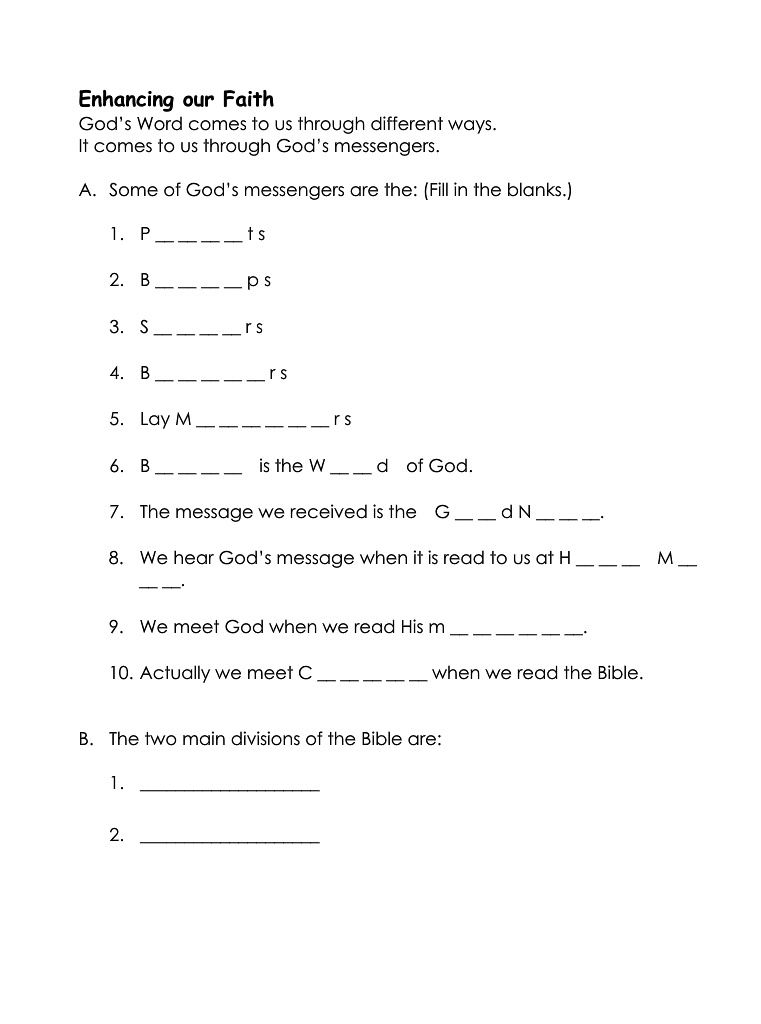 Enhancing our Faith
God's Word comes to us through different ways.
It comes to us through God's messengers.
A. Some of God's messengers are the: (Fill in the blanks.)
1. P __ __ __ __ t s
2. B __ __ __ __ p s
3. S __ __ __ __ r s
4. B __ __ __ __ __ r s
5. Lay M __ __ __ __ __ __ r s
6. B __ __ __ __ is the W __ __ d of God.
7. The message we received is the G __ __ d N __ __ __.
8. We hear God's message when it is read to us at H __ __ __ M __
__ __.
9. We meet God when we read His m __ __ __ __ __ __.
10. Actually we meet C __ __ __ __ __ when we read the Bible.
B. The two main divisions of the Bible are:
1. ____________________
2. ____________________